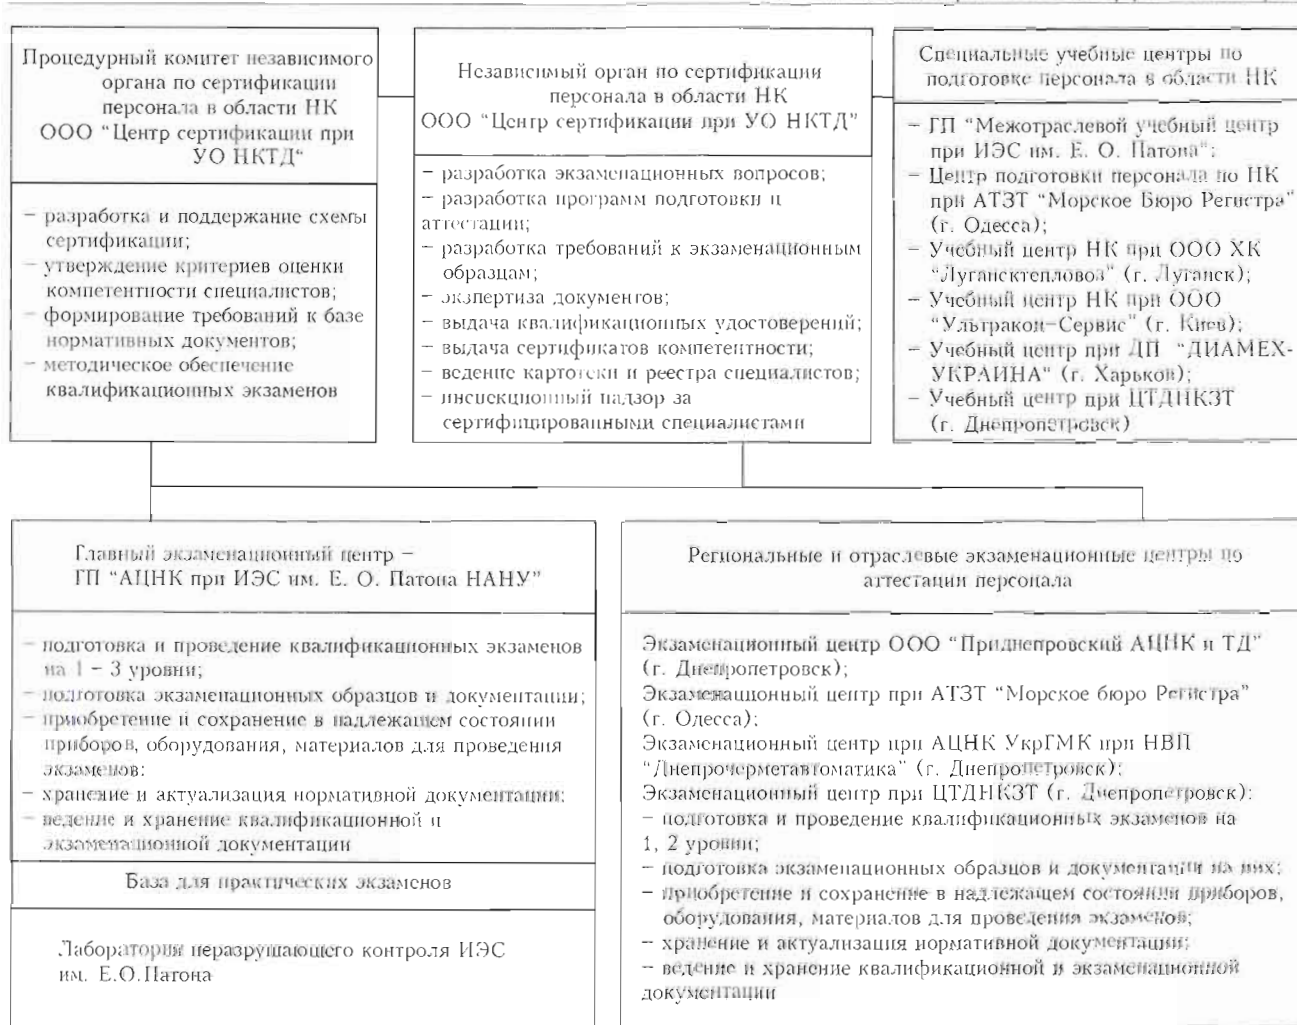 Процедурный комитет независимого
органа по сертификации
персонала в области НК
ООО “Центр сертификации при
УО НКТД“
– разработка и поддержание схемы
сертификации;
– утверждение критериев оценки
компетентности специалистов;
– формирование требований к базе
нормативных документов;
– методическое обеспечение
квалификационных экзаменов
Независимый орган по сертификации
персонала в области НК
ООО “Центр сертификации при УО НКТД”
– разработка экзаменационных вопросов;
– разработка программ подготовки и
аттестации;
– разработка требований к экзаменационным
образцам;
– экспертиза документов;
– выдача квалификационных удостоверений;
– выдача сертификатов компетентности;
– ведение картотеки и реестра специалистов;
– инспекционный надзор за
сертифицированными специалистами
Специальные учебные центры по
подготовке персонала в области НК
– ГП “Межотраслевой учебный центр
при ИЭС им. Е. О. Патона“;
– Центр подготовки персонала по НК
при АТЗТ “Морское Бюро Регистра”
(г. Одесса);
– Учебный центр НК при ООО ХК
“Лугансктепловоз” (г. Луганск);
– Учебный центр НК при ООО
“Ультракон-Сервис” (г. Киев);
– Учебный центр при ДП “ДИАМЕХ-
УКРАИНА” (г. Харьков);
– Учебный центр при ЦТДНКЗТ
(г. Днепропетровск)
Главный экзаменационный центр –
ГП “АЦНК при ИЭС им. Е. О. Патона НАНУ”
– подготовка и проведение квалификационных экзаменов
на 1 – 3 уровни;
– подготовка экзаменационных образцов и документации;
– приобретение и сохранение в надлежащем состоянии
приборов, оборудования, материалов для проведения
экзаменов:
– хранение и актуализация нормативной документации;
– ведение и хранение квалификационной и
экзаменационной документации
База для практических экзаменов
Лаборатория неразрушающего контроля ИЭС
им. Е.О.Патона
Региональные и отраслевые экзаменационные центры по
аттестации персонала
Экзаменационный центр ООО “Приднепровский АЦНК и ТД”
(г. Днепропетровск);
Экзаменационный центр при АТЗТ “Морское бюро Регистра”
(г. Одесса);
Экзаменационный центр при АЦНК УкрГМК при НВП
“Днепрочерметавтоматика” (г. Днепропетровск);
Экзаменационный центр при ЦТДНКЗТ (г. Днепропетровск):
– подготовка и проведение квалификационных экзаменов на
1, 2 уровни;
– подготовка экзаменационных образцов и документации на них;
– приобретение и сохранение в надлежащем состоянии приборов,
оборудования, материалов для проведения экзаменов;
– хранение и актуализация нормативной документации;
– ведение и хранение квалификационной и экзаменационной
документации